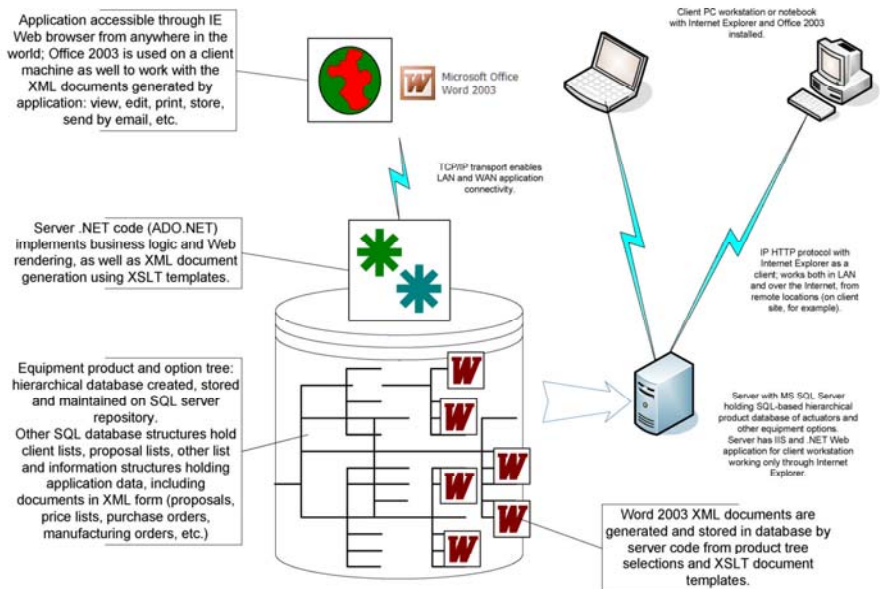 Application accessible through IE
Web browser from anywhere in the
world; Office 2003 is used on a client
machine as well to work with the
XML documents generated by
application: view, edit, print, store,
send by email, etc.
Microsoft Office
Word 2003
Client PC workstation or notebook
with Internet Explorer and Office 2003
installed.
TCP/IP transport enables
LAN and WAN application
connectivity.
Server .NET code (ADO.NET)
implements business logic and Web
rendering, as well as XML document
generation using XSLT templates.
IP HTTP protocol with
Internet Explorer as a
client; works both in LAN
and over the Internet, from
remote locations (on client
site, for example).
Equipment product and option tree:
hierarchical database created, stored
and maintained on SQL server
repository.
Other SQL database structures hold
client lists, proposal lists, other list
and information structures holding
application data, including
documents in XML form (proposals,
price lists, purchase orders,
manufacturing orders, etc.)
W
W
W
W
W
W
W
Server with MS SQL Server
holding SQL-based hierarchical
product database of actuators and
other equipment options.
Server has IIS and .NET Web
application for client workstation
working only through Internet
Explorer.
Word 2003 XML documents are
generated and stored in database by
server code from product tree
selections and XSLT document
templates.